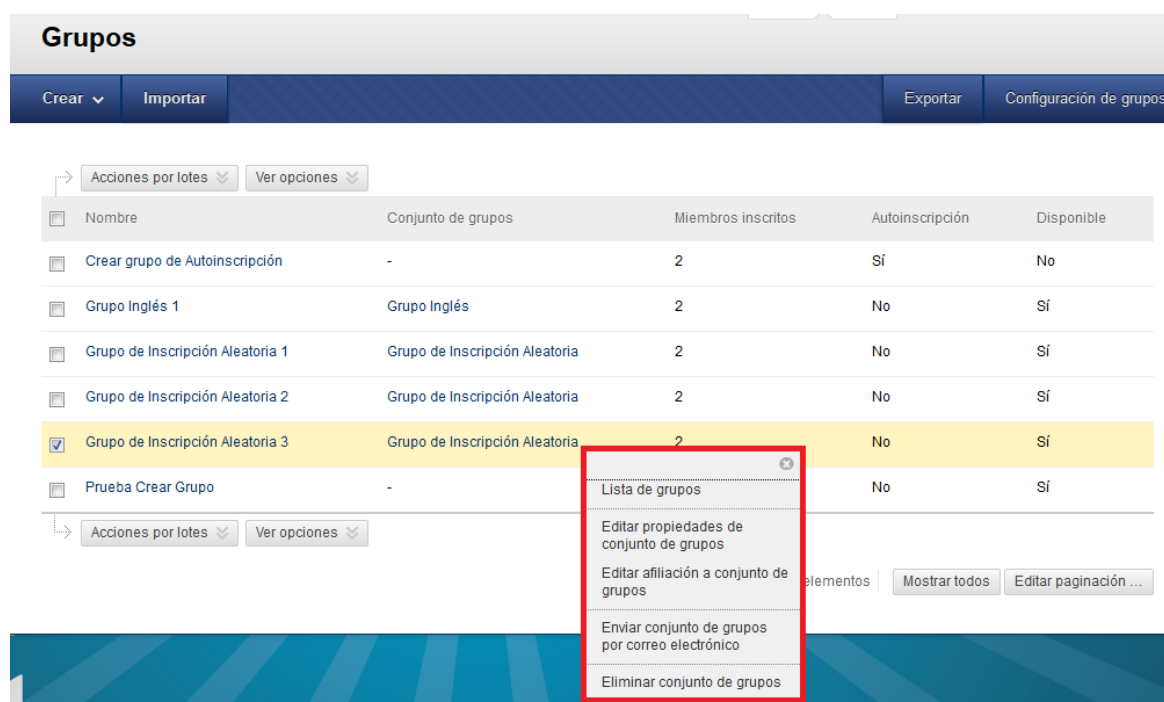 Grupos
Crear Importar Exportar Configuración de grupos
Acciones por lotes Ver opciones
Nombre Conjunto de grupos Miembros inscritos Autoinscripción Disponible
Crear grupo de Autoinscripción - 2 Sí No
Grupo Inglés 1 Grupo Inglés 2 No Sí
Grupo de Inscripción Aleatoria 1 Grupo de Inscripción Aleatoria 2 No Sí
Grupo de Inscripción Aleatoria 2 Grupo de Inscripción Aleatoria 2 No Sí
Grupo de Inscripción Aleatoria 3 Grupo de Inscripción Aleatoria 2 No Sí
Prueba Crear Grupo - No Sí
Acciones por lotes Ver opciones
Lista de grupos
Editar propiedades de
conjunto de grupos
Editar afiliación a conjunto de
grupos
Enviar conjunto de grupos
por correo electrónico
Eliminar conjunto de grupos
elementos Mostrar todos Editar paginación ...